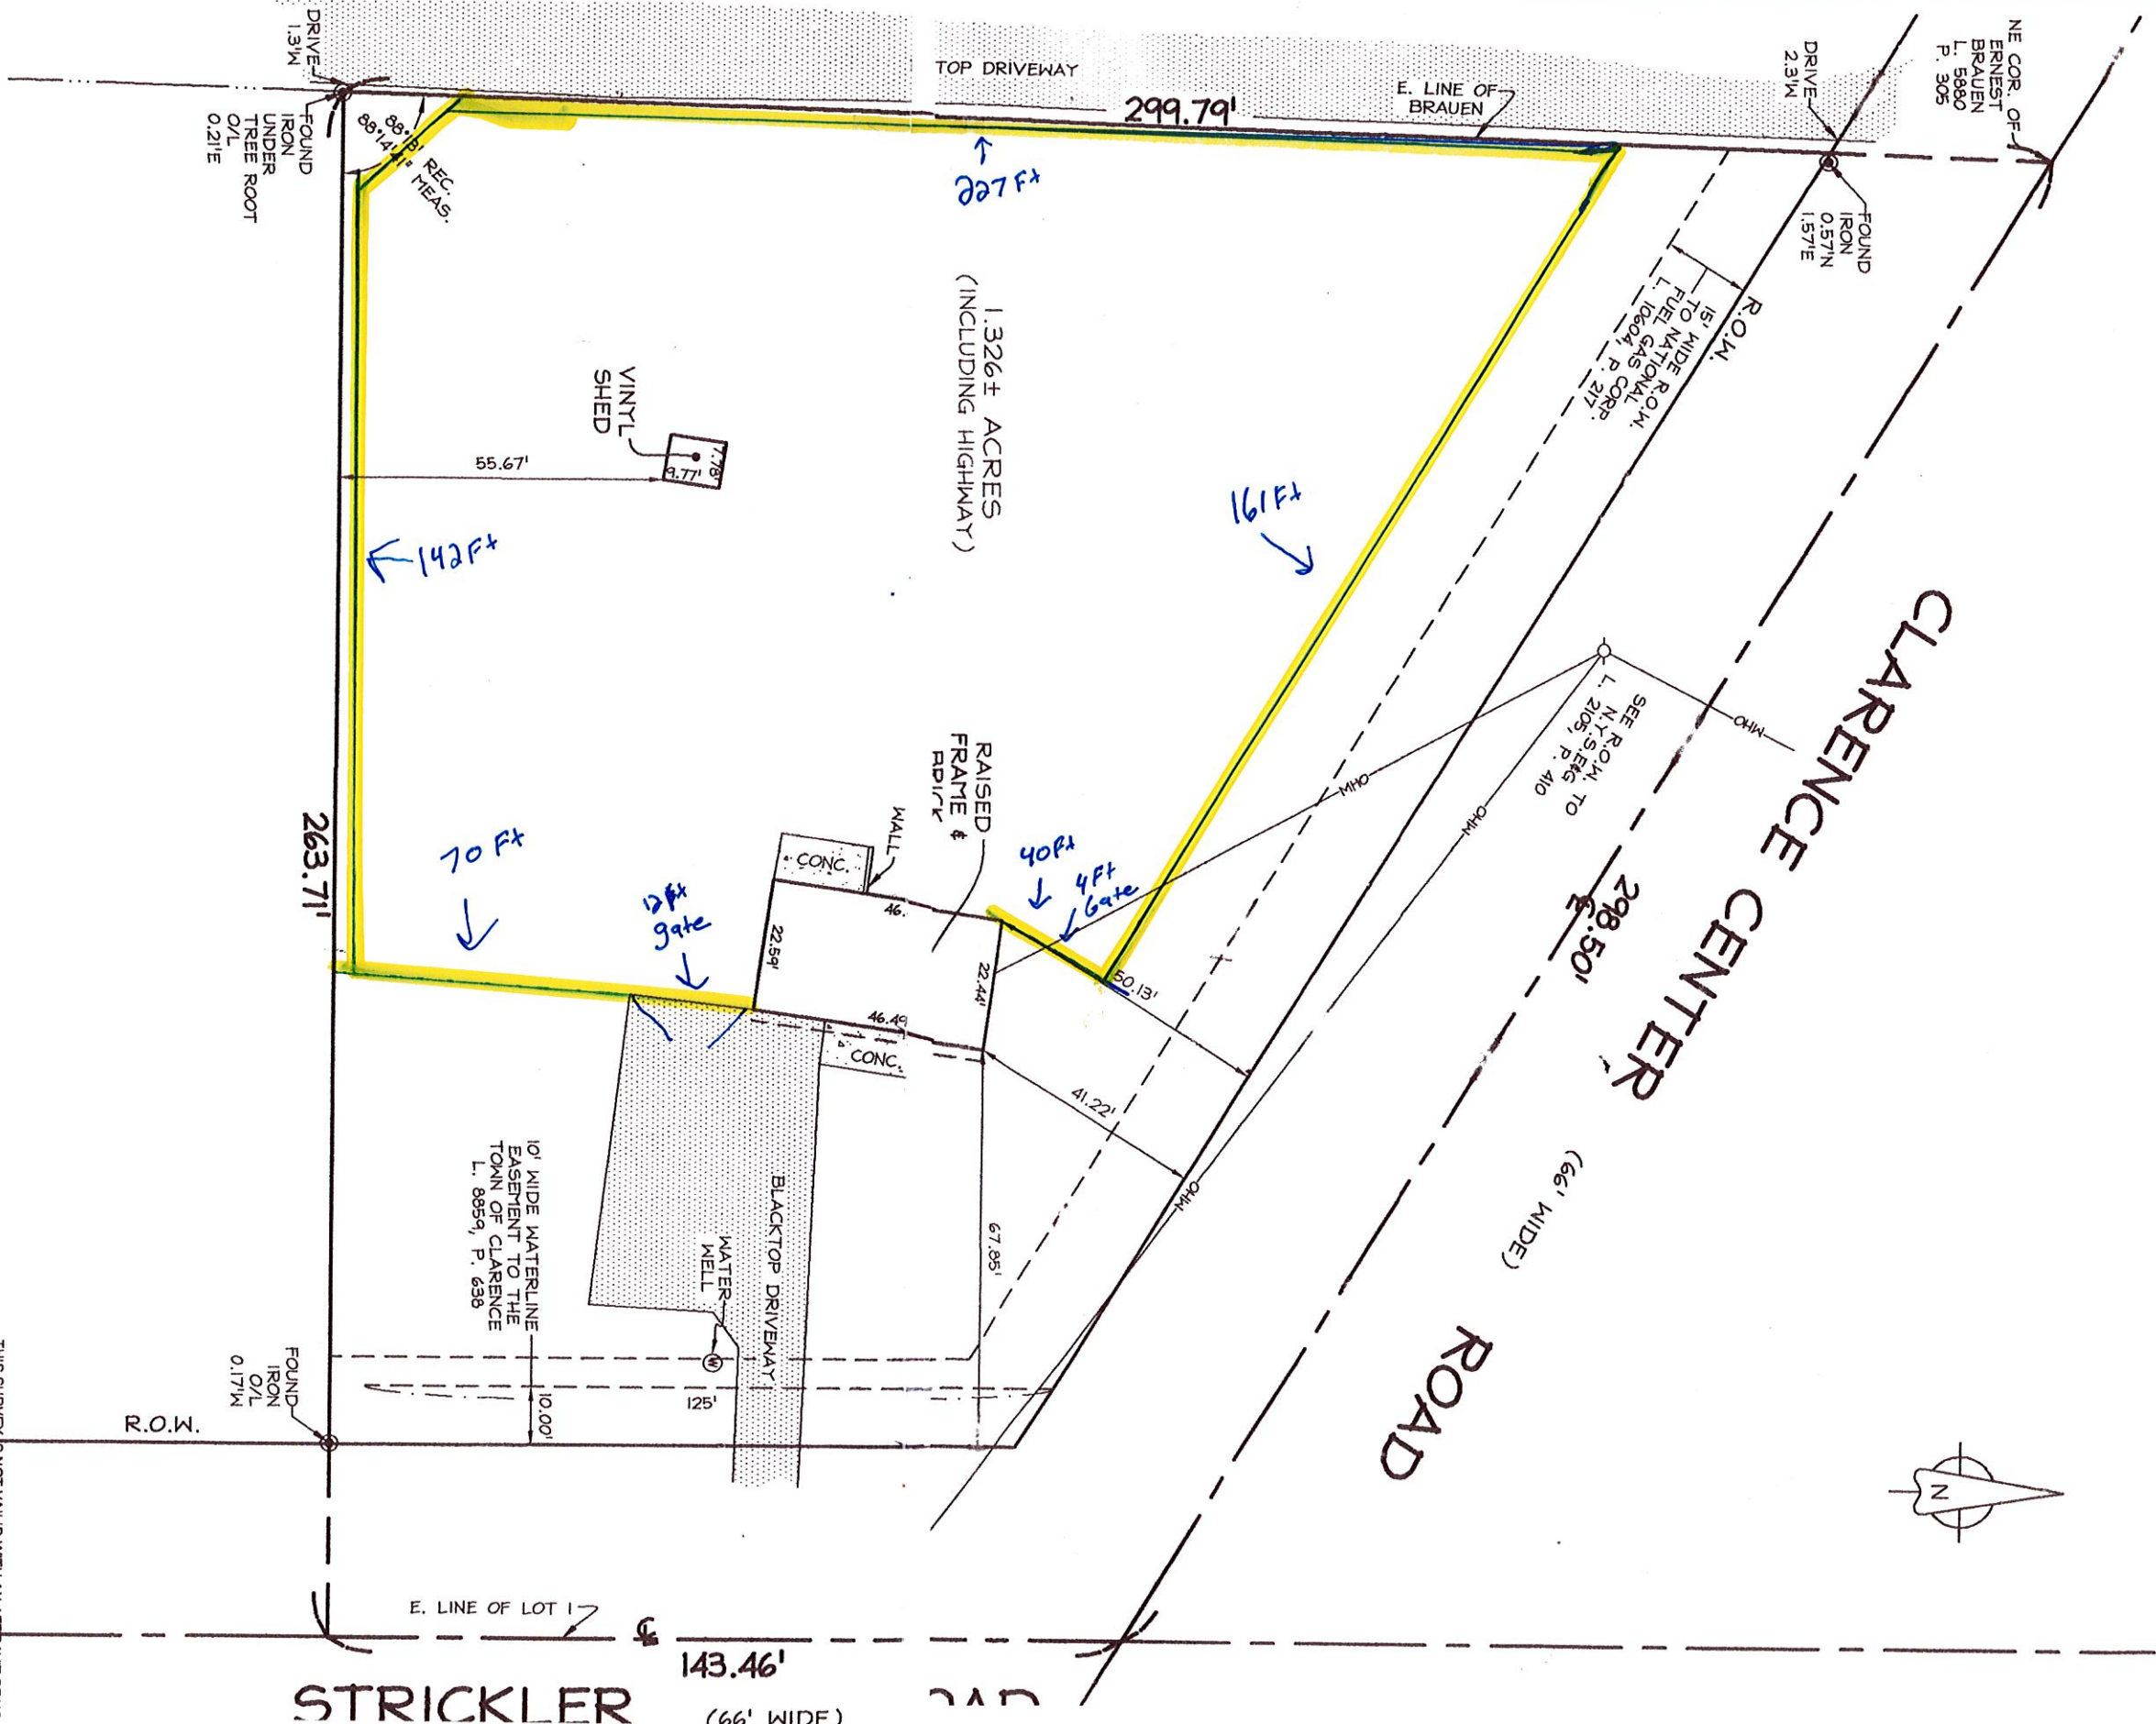 NE COR. OF
ERNEST
BRAUEN
L. 5880
P. 305
DRIVE
1.3'W
TOP DRIVEWAY
E. LINE OF
BRAUEN
299.79'
DRIVE
2.3'W
FOUND
IRON
UNDER
TREE ROOT
O/L
0.21'E
88°13' REC.
88°14'41" MEAS.
227 Ft
FOUND
IRON
0.57'N
1.57'E
R.O.W.
15' WIDE R.O.W.
TO NATIONAL
FUEL GAS CORP.
L. 10604, P. 217
1.326± ACRES
(INCLUDING HIGHWAY)
VINYL
SHED
7.78'
9.77'
55.67'
161 Ft
142 Ft
CLARENCE CENTER ROAD
(66' WIDE)
298.50'
℄
OHW
SEE R.O.W. TO
N.Y.S.E&G
L. 2105, P. 410
OHW
OHW
RAISED
FRAME &
WALL
CONC.
46.
40Ft
4Ft
Gate
70 Ft
12Ft
gate
263.71'
22.59'
22.44'
50.13'
46.49
CONC.
41.22'
OHW
67.85'
BLACKTOP DRIVEWAY
WATER
WELL
W
10' WIDE WATERLINE
EASEMENT TO THE
TOWN OF CLARENCE
L. 8859, P. 638
10.00'
125'
FOUND
IRON
O/L
0.17'W
R.O.W.
N
E. LINE OF LOT 1
℄
143.46'
STRICKLER
(66' WIDE)